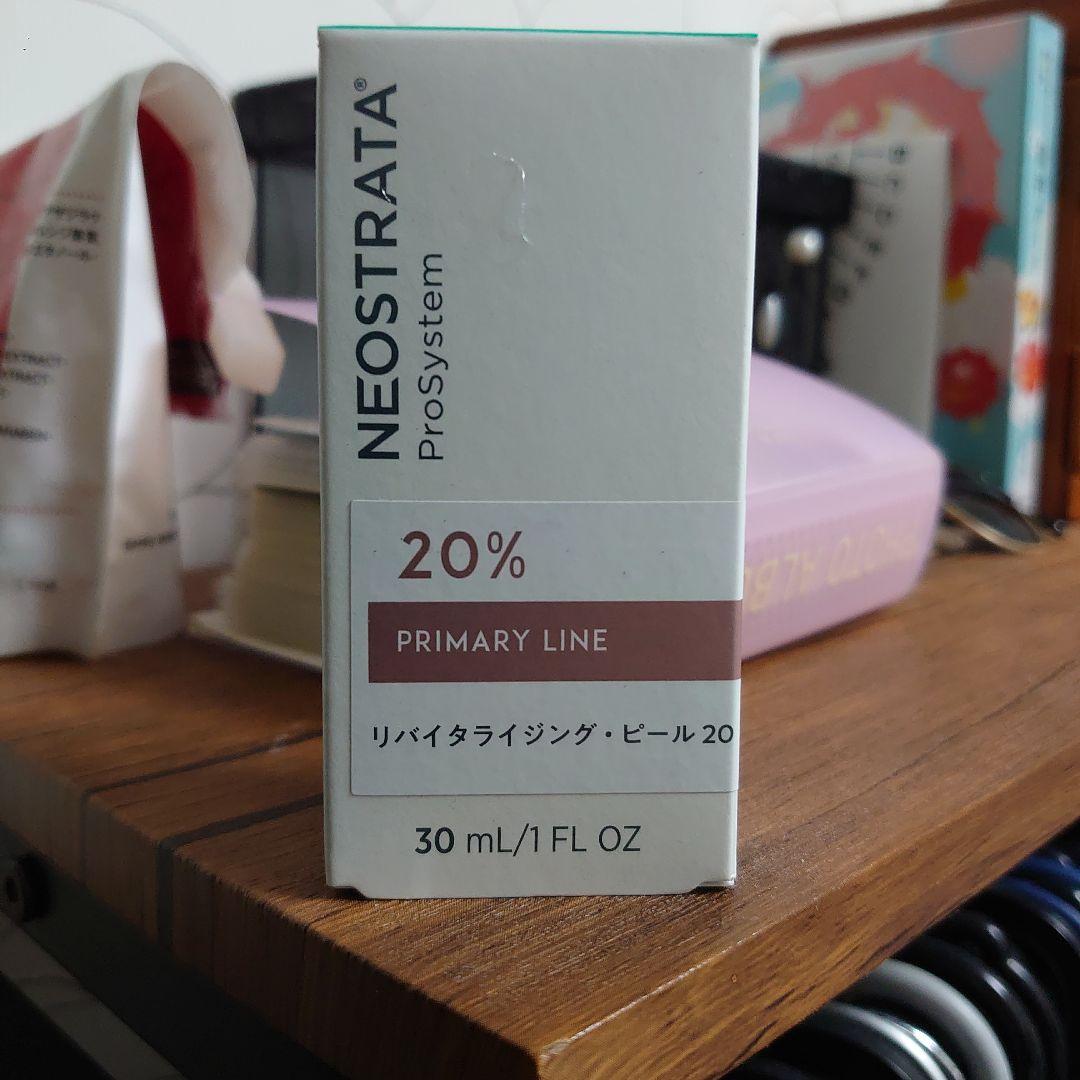 NEOSTRATA®
ProSystem
20%
PRIMARY LINE
リバイタライジング・ピール 20
30 mL/1 FL OZ
EXTRACT